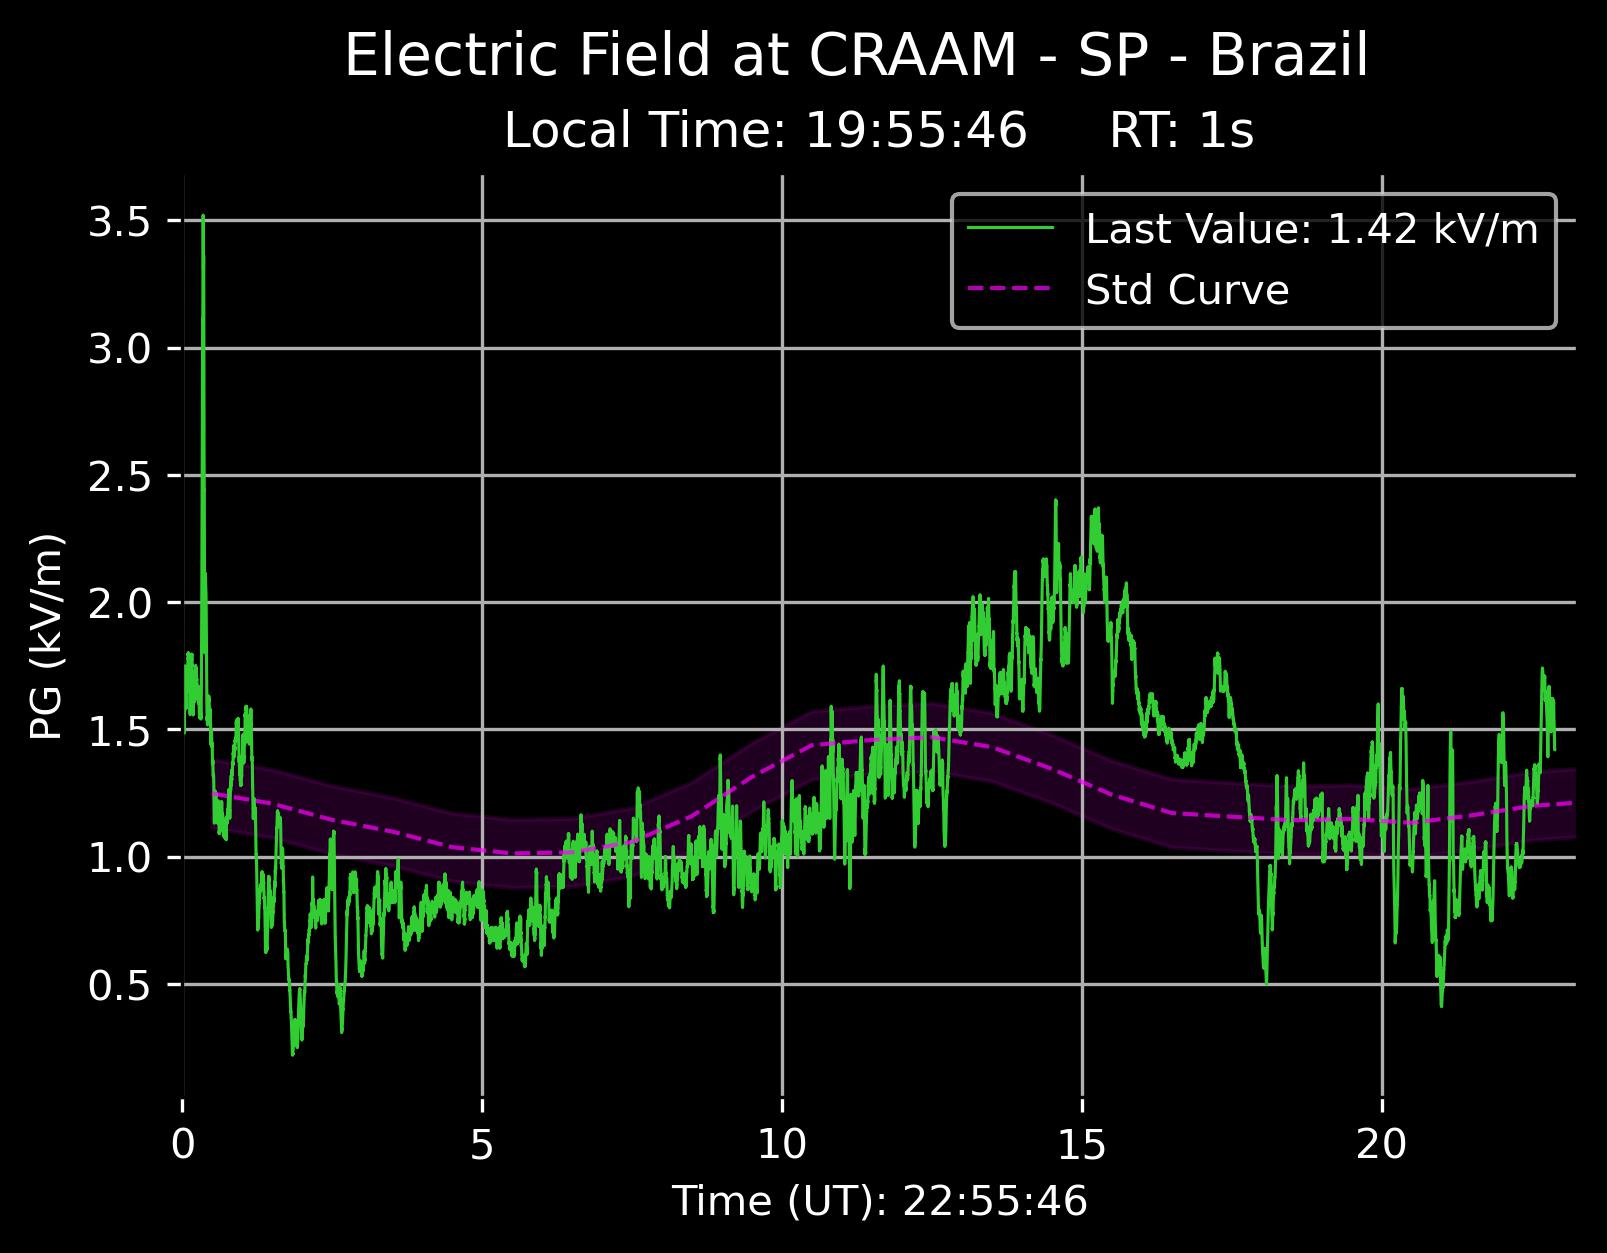 Electric Field at CRAAM - SP - Brazil
Local Time: 19:55:46 RT: 1s
Last Value: 1.42 kV/m
Std Curve
PG (kV/m)
3.5
3.0
2.5
2.0
1.5
1.0
0.5
0 5 10 15 20
Time (UT): 22:55:46